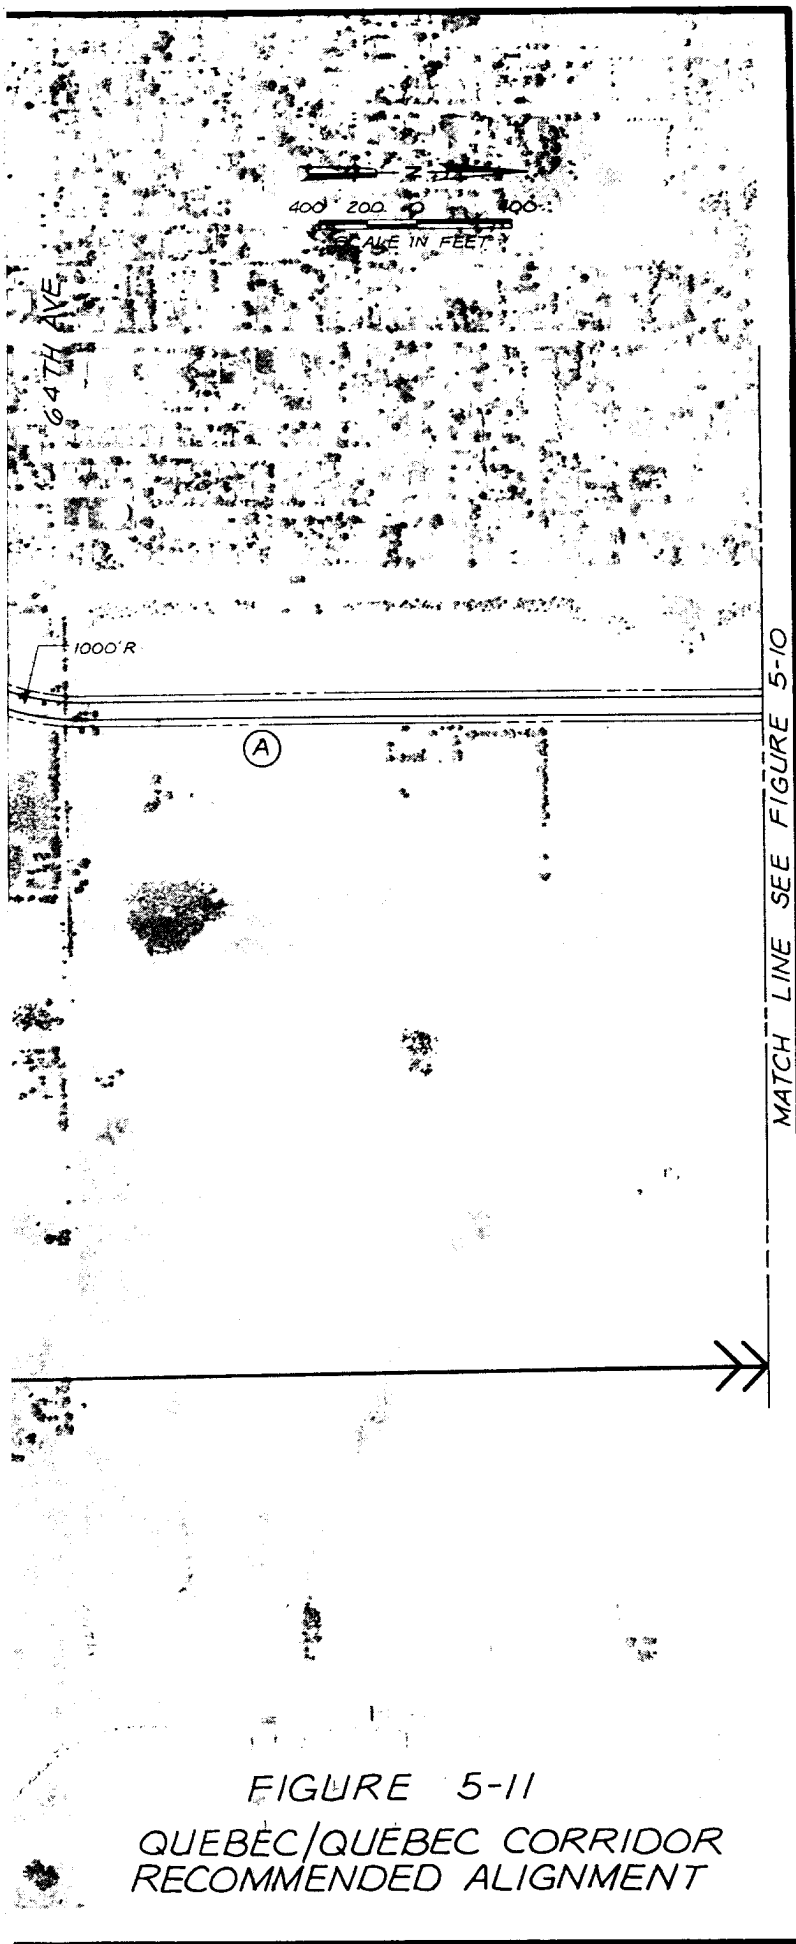 N
400 200 0 400
SCALE IN FEET
64TH AVE.
1000' R
A
MATCH LINE SEE FIGURE 5-10
FIGURE 5-11
QUEBEC/QUEBEC CORRIDOR
RECOMMENDED ALIGNMENT